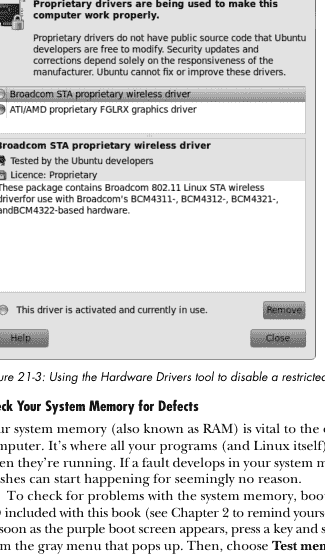 Proprietary drivers are being used to make this
computer work properly.
Proprietary drivers do not have public source code that Ubuntu
developers are free to modify. Security updates and
corrections depend solely on the responsiveness of the
manufacturer. Ubuntu cannot fix or improve these drivers.
Broadcom STA proprietary wireless driver
ATI/AMD proprietary FGLRX graphics driver
Broadcom STA proprietary wireless driver
Tested by the Ubuntu developers
Licence: Proprietary
These package contains Broadcom 802.11 Linux STA wireless
driverfor use with Broadcom's BCM4311-, BCM4312-, BCM4321-,
andBCM4322-based hardware.
This driver is activated and currently in use.
Remove
Help
Close
ure 21-3: Using the Hardware Drivers tool to disable a restricted
eck Your System Memory for Defects
ur system memory (also known as RAM) is vital to the
mputer. It's where all your programs (and Linux itself)
en they're running. If a fault develops in your system m
shes can start happening for seemingly no reason.
To check for problems with the system memory, boo
included with this book (see Chapter 2 to remind yours
soon as the purple boot screen appears, press a key and s
m the gray menu that pops up. Then, choose Test mem